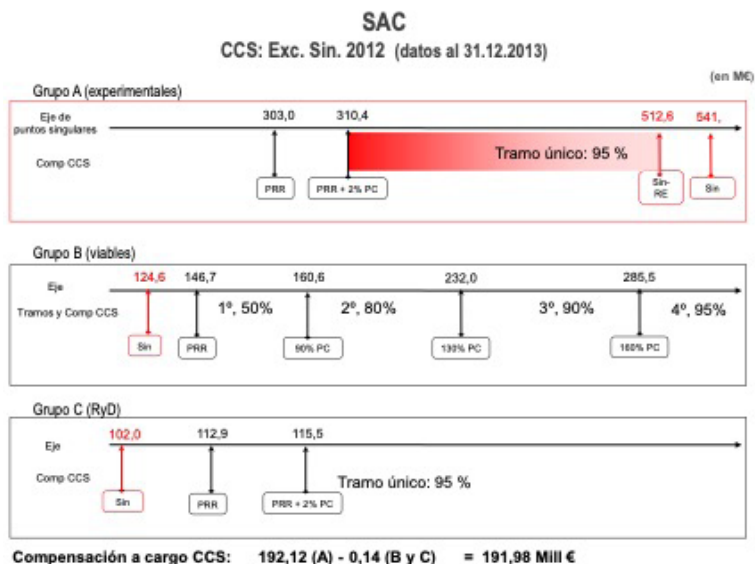 SAC
CCS: Exc. Sin. 2012 (datos al 31.12.2013)
(en M€)
Grupo A (experimentales)
Eje de
puntos singulares
303,0 310,4 512,6 541,
Comp CCS
Tramo único: 95 %
PRR PRR + 2% PC Sin-
RE Sin
Grupo B (viables)
124,6 146,7 160,6 232,0 285,5
Eje
Tramos y Comp CCS 1º, 50% 2º, 80% 3º, 90% 4º, 95%
Sin PRR 90% PC 130% PC 160% PC
Grupo C (RyD)
102,0 112,9 115,5
Eje
Comp CCS Tramo único: 95 %
Sin PRR PRR + 2% PC
Compensación a cargo CCS: 192,12 (A) - 0,14 (B y C) = 191,98 Mill €